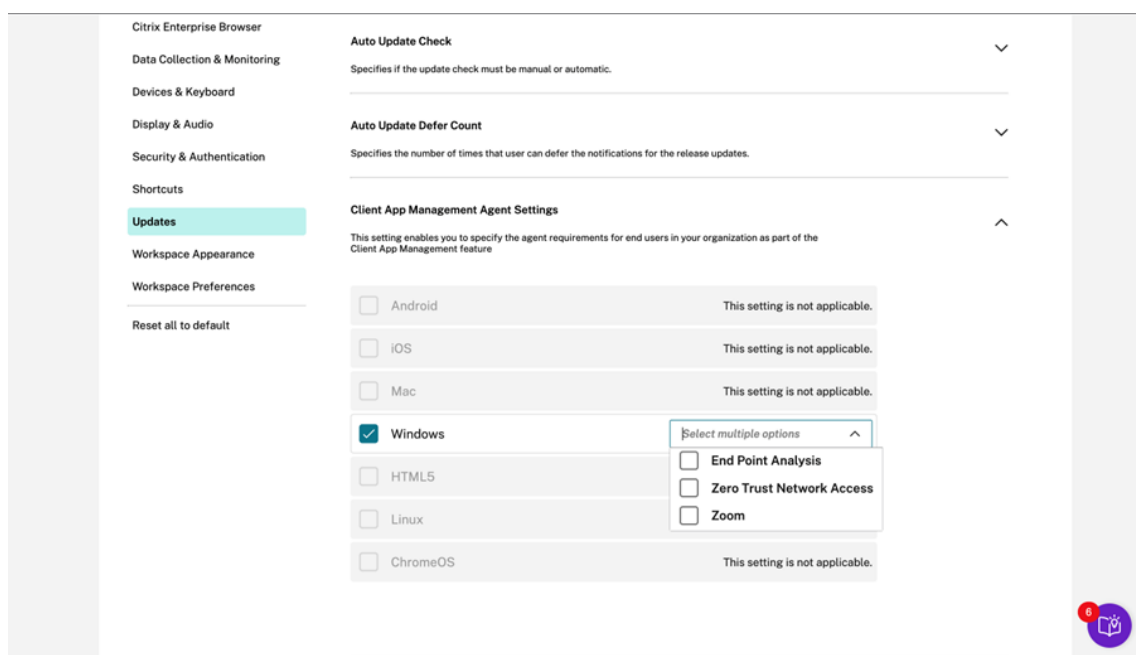 Citrix Enterprise Browser
Data Collection & Monitoring
Devices & Keyboard
Display & Audio
Security & Authentication
Shortcuts
Updates
Workspace Appearance
Workspace Preferences
Reset all to default
Auto Update Check
Specifies if the update check must be manual or automatic.
Auto Update Defer Count
Specifies the number of times that user can defer the notifications for the release updates.
Client App Management Agent Settings
This setting enables you to specify the agent requirements for end users in your organization as part of the
Client App Management feature
Android This setting is not applicable.
iOS This setting is not applicable.
Mac This setting is not applicable.
Windows Select multiple options
End Point Analysis
Zero Trust Network Access
Zoom
HTML5
Linux
ChromeOS This setting is not applicable.
6